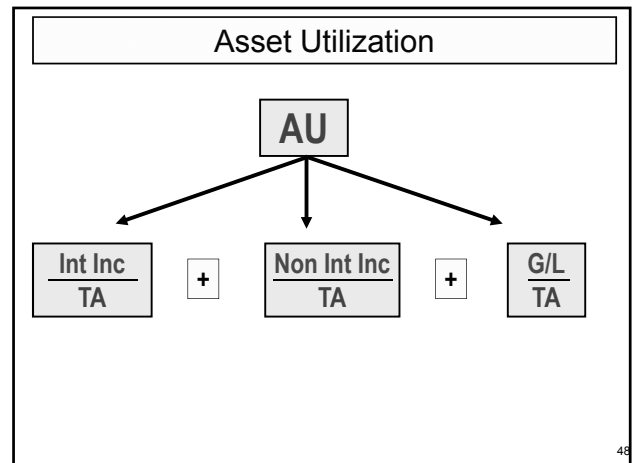 Asset Utilization
AU
Int Inc
TA
+
Non Int Inc
TA
+
G/L
TA
48